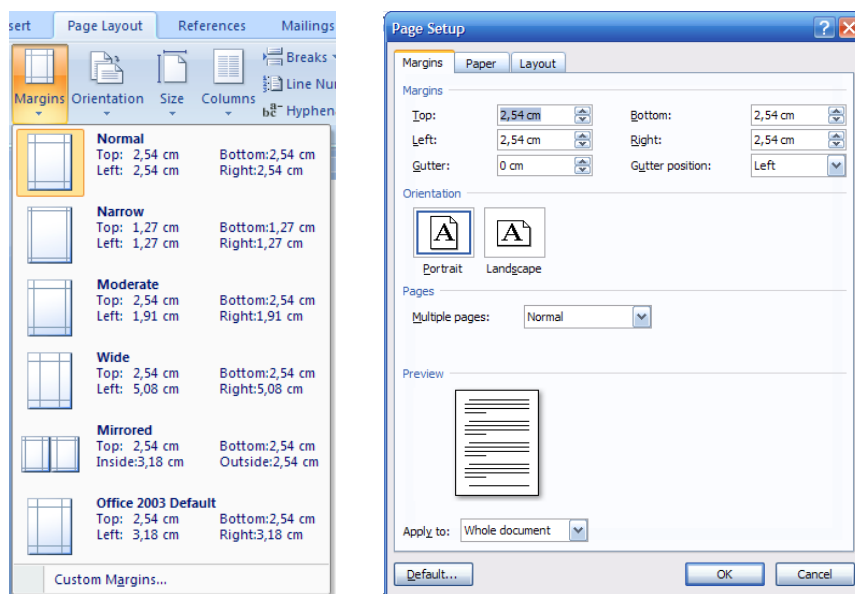 sert Page Layout References Mailings
Margins Orientation Size Columns
Breaks
Line Nu
Hyphen
Normal
Top: 2,54 cm Bottom:2,54 cm
Left: 2,54 cm Right:2,54 cm
Narrow
Top: 1,27 cm Bottom:1,27 cm
Left: 1,27 cm Right:1,27 cm
Moderate
Top: 2,54 cm Bottom:2,54 cm
Left: 1,91 cm Right:1,91 cm
Wide
Top: 2,54 cm Bottom:2,54 cm
Left: 5,08 cm Right:5,08 cm
Mirrored
Top: 2,54 cm Bottom:2,54 cm
Inside:3,18 cm Outside:2,54 cm
Office 2003 Default
Top: 2,54 cm Bottom:2,54 cm
Left: 3,18 cm Right:3,18 cm
Custom Margins...
Page Setup
Margins Paper Layout
Margins
Top: 2,54 cm Bottom: 2,54 cm
Left: 2,54 cm Right: 2,54 cm
Gutter: 0 cm Gutter position: Left
Orientation
A A
Portrait Landscape
Pages
Multiple pages: Normal
Preview
Apply to: Whole document
Default... OK Cancel